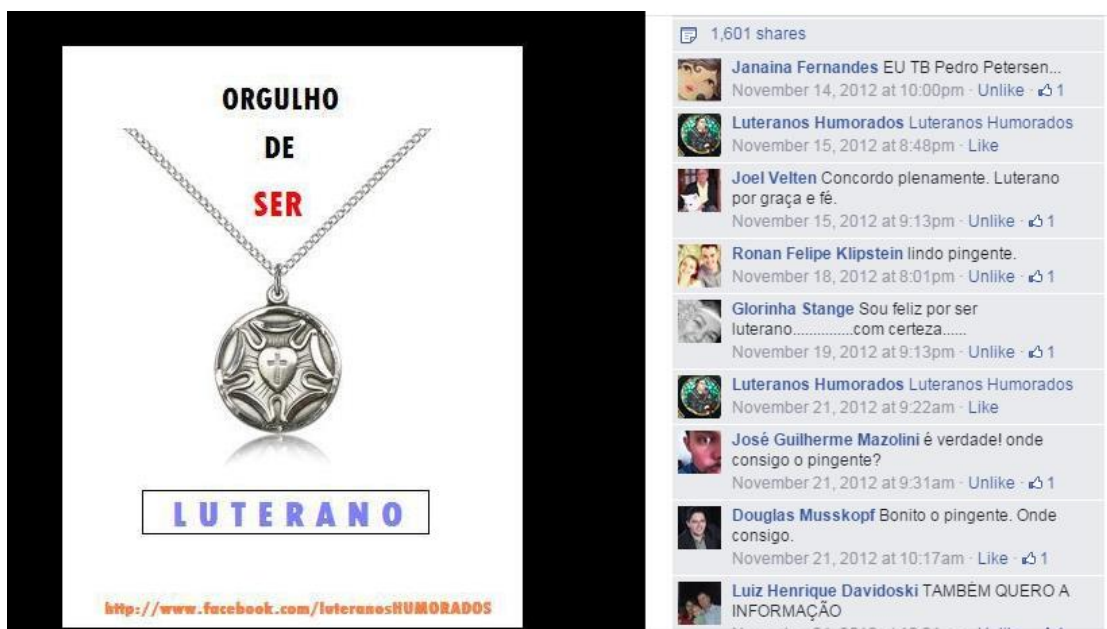 ORGULHO
DE
SER
LUTERANO
http://www.facebook.com/luteranosHUMORADOS
1,601 shares
Janaina Fernandes EU TB Pedro Petersen...
November 14, 2012 at 10:00pm · Unlike · 1
Luteranos Humorados Luteranos Humorados
November 15, 2012 at 8:48pm · Like
Joel Velten Concordo plenamente. Luterano
por graça e fé.
November 15, 2012 at 9:13pm · Unlike · 1
Ronan Felipe Klipstein lindo pingente.
November 18, 2012 at 8:01pm · Unlike · 1
Glorinha Stange Sou feliz por ser
luterano...............com certeza......
November 19, 2012 at 9:13pm · Unlike · 1
Luteranos Humorados Luteranos Humorados
November 21, 2012 at 9:22am · Like
José Guilherme Mazolini é verdade! onde
consigo o pingente?
November 21, 2012 at 9:31am · Unlike · 1
Douglas Musskopf Bonito o pingente. Onde
consigo.
November 21, 2012 at 10:17am · Like · 1
Luiz Henrique Davidoski TAMBÉM QUERO A
INFORMAÇÃO